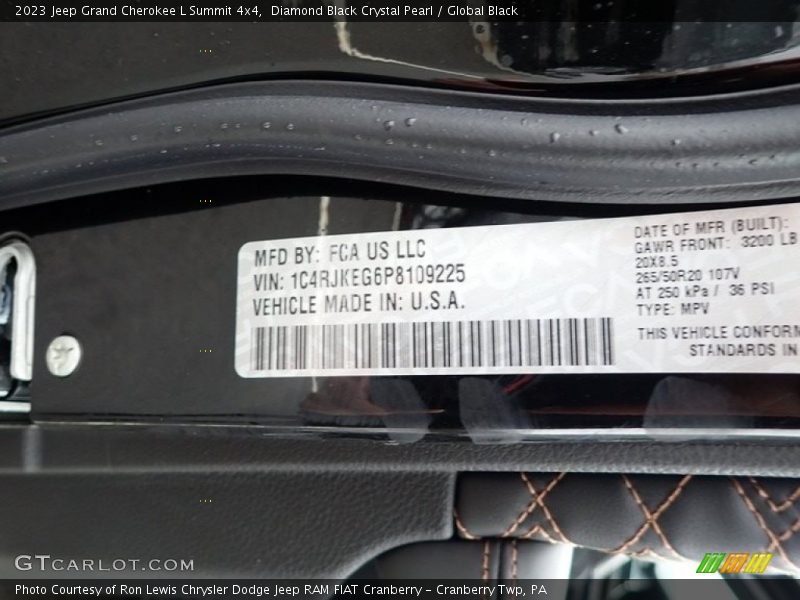 2023 Jeep Grand Cherokee L Summit 4x4, Diamond Black Crystal Pearl / Global Black
MFD BY: FCA US LLC
VIN: 1C4RJKEG6P8109225
VEHICLE MADE IN: U.S.A.
DATE OF MFR (BUILT):
GAWR FRONT: 3200 LB
20X8.5
265/50R20 107V
AT 250 kPa / 36 PSI
TYPE: MPV
THIS VEHICLE CONFORM
STANDARDS IN
GTCARLOT.COM
Photo Courtesy of Ron Lewis Chrysler Dodge Jeep RAM FIAT Cranberry – Cranberry Twp, PA